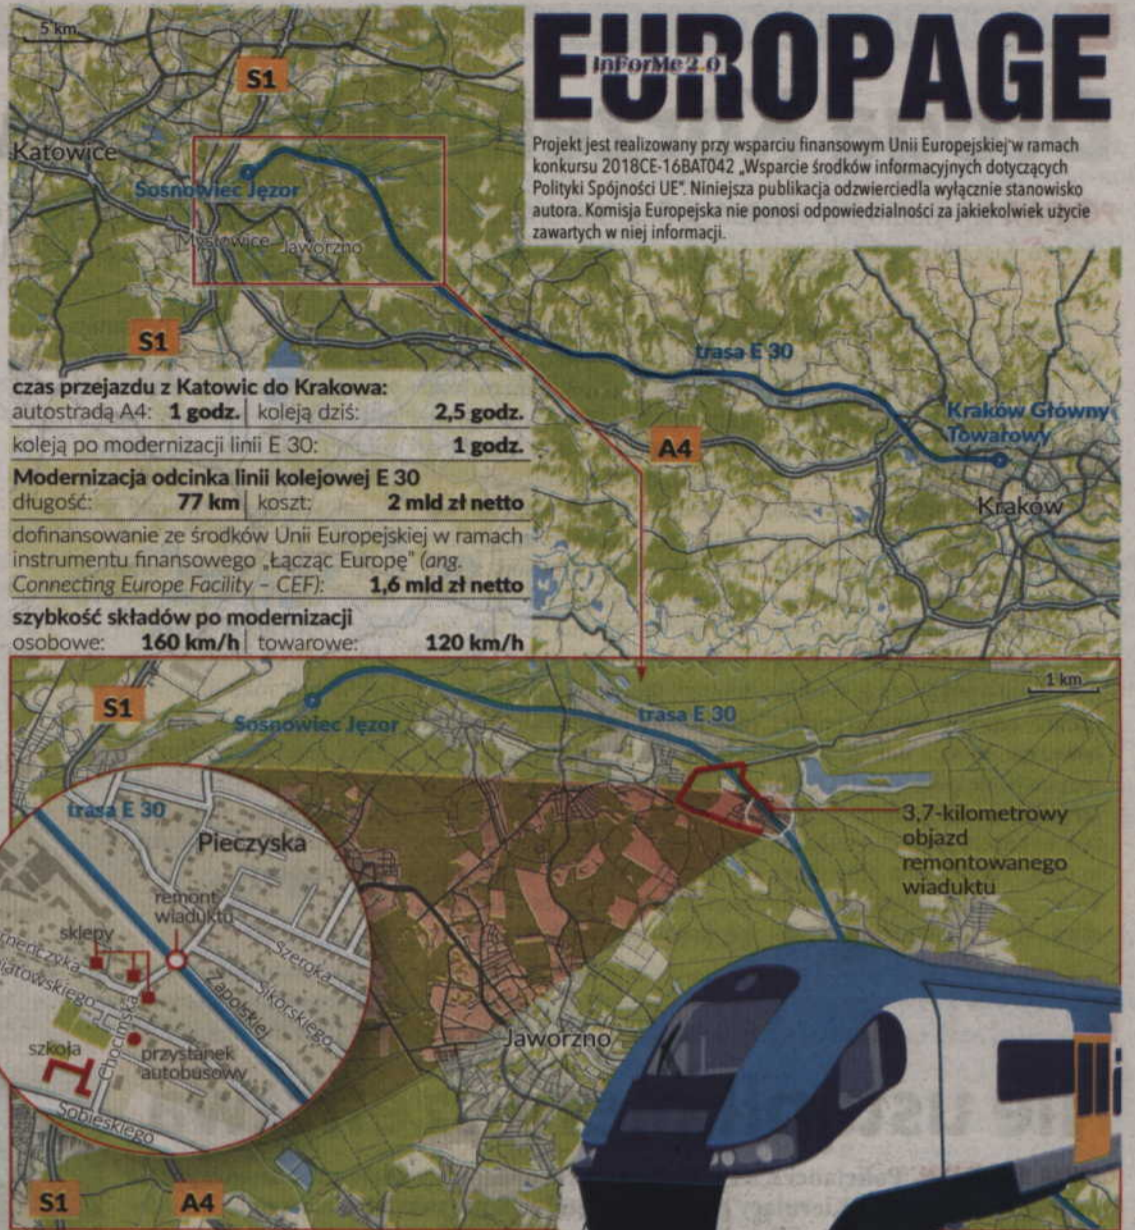 5 km
S1
EUROPAGE
InForMe 2.0
Projekt jest realizowany przy wsparciu finansowym Unii Europejskiej w ramach
konkursu 2018CE-16BAT042 „Wsparcie środków informacyjnych dotyczących
Polityki Spójności UE”. Niniejsza publikacja odzwierciedla wyłącznie stanowisko
autora. Komisja Europejska nie ponosi odpowiedzialności za jakiekolwiek użycie
zawartych w niej informacji.
Katowice
Sosnowiec Jęzor
Mysłowice Jaworzno
S1
trasa E 30
A4
Kraków Główny
Towarowy
Kraków
czas przejazdu z Katowic do Krakowa:
autostradą A4: 1 godz. koleją dziś: 2,5 godz.
koleją po modernizacji linii E 30: 1 godz.
Modernizacja odcinka linii kolejowej E 30
długość: 77 km koszt: 2 mld zł netto
dofinansowanie ze środków Unii Europejskiej w ramach
instrumentu finansowego „Łącząc Europę” (ang.
Connecting Europe Facility – CEF): 1,6 mld zł netto
szybkość składów po modernizacji
osobowe: 160 km/h towarowe: 120 km/h
1 km
S1
Sosnowiec Jęzor
trasa E 30
3,7-kilometrowy
objazd
remontowanego
wiaduktu
trasa E 30
Pieczyska
remont
wiaduktu
sklepy
Szeroka
Sikorskiego
Zapolskiej
Chocimska
szkoła
przystanek
autobusowy
Sobieskiego
Jaworzno
S1
A4